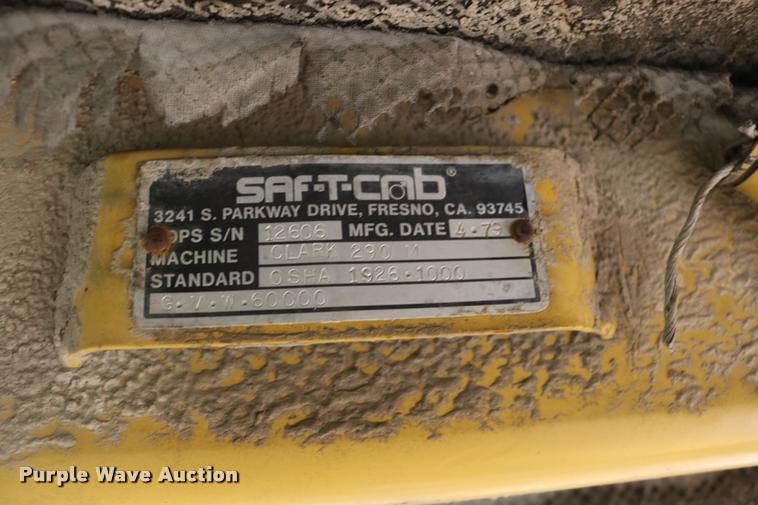 SAF-T-CAB®
3241 S. PARKWAY DRIVE, FRESNO, CA. 93745
ROPS S/N 12606 MFG. DATE 4-79
MACHINE CLARK 290 M
STANDARD OSHA 1926·1000
G.V.W-60000
Purple Wave Auction